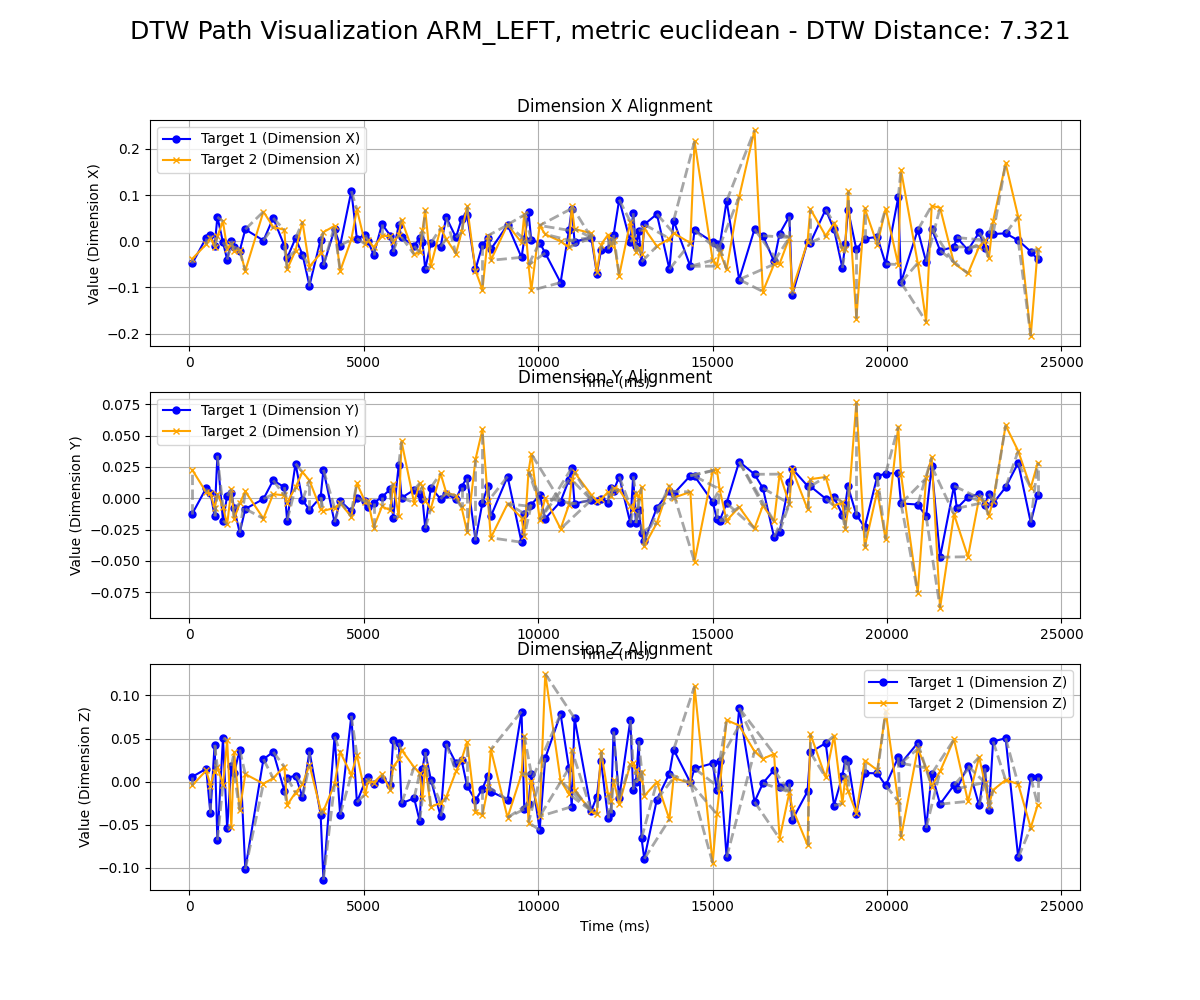 DTW Path Visualization ARM_LEFT, metric euclidean - DTW Distance: 7.321
Dimension X Alignment
Value (Dimension X)
Target 1 (Dimension X)
Target 2 (Dimension X)
0.2
0.1
0.0
−0.1
−0.2
0 5000 10000 15000 20000 25000
Time (ms)
Dimension Y Alignment
Value (Dimension Y)
Target 1 (Dimension Y)
Target 2 (Dimension Y)
0.075
0.050
0.025
0.000
−0.025
−0.050
−0.075
0 5000 10000 15000 20000 25000
Time (ms)
Dimension Z Alignment
Value (Dimension Z)
Target 1 (Dimension Z)
Target 2 (Dimension Z)
0.10
0.05
0.00
−0.05
−0.10
0 5000 10000 15000 20000 25000
Time (ms)